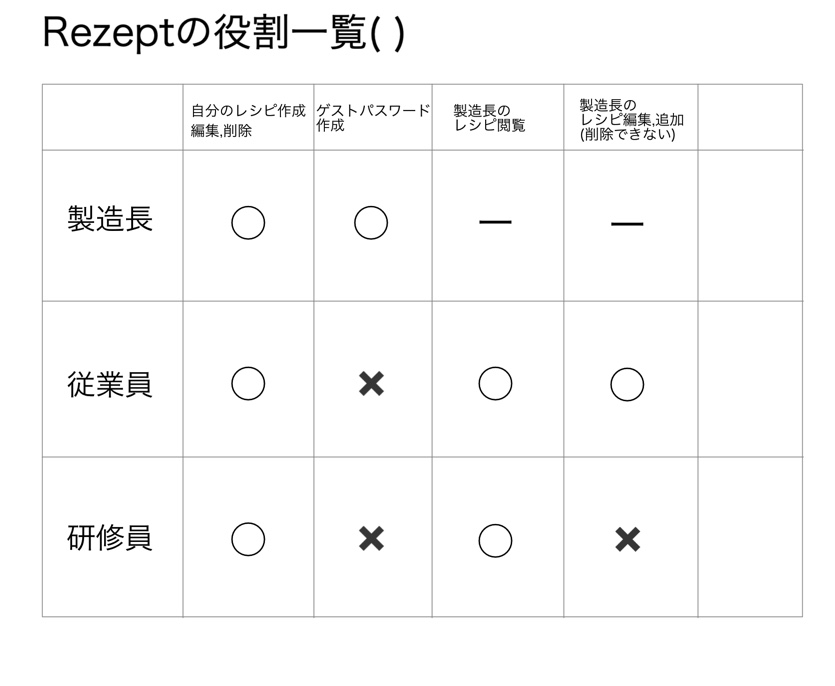 Rezeptの役割一覧( )
自分のレシピ作成
編集,削除
ゲストパスワード
作成
製造長の
レシピ閲覧
製造長の
レシピ編集,追加
(削除できない)
製造長 ◯ ◯ — —
従業員 ◯ ✖ ◯ ◯
研修員 ◯ ✖ ◯ ✖